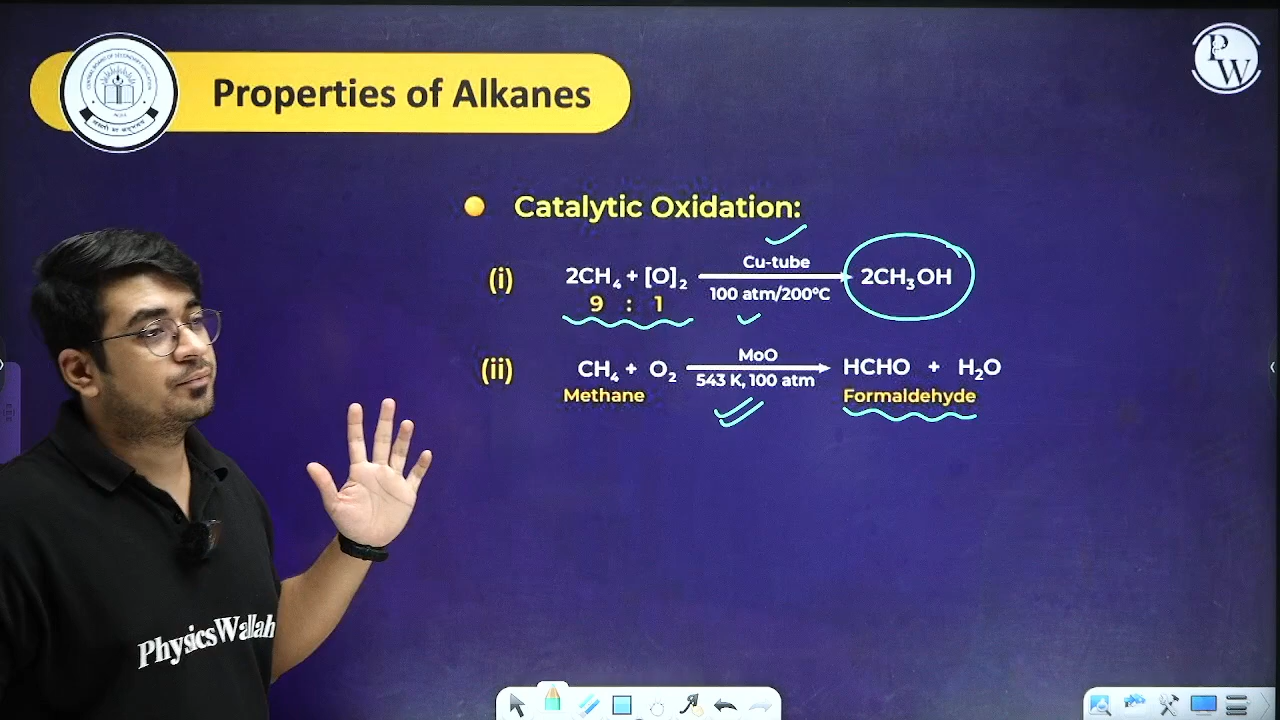 Properties of Alkanes
PW
Catalytic Oxidation:
(i) 2CH₄ + [O]₂ Cu-tube 100 atm/200°C 2CH₃OH
9 : 1
(ii) CH₄ + O₂ MoO 543 K, 100 atm HCHO + H₂O
Methane Formaldehyde
PhysicsWallah